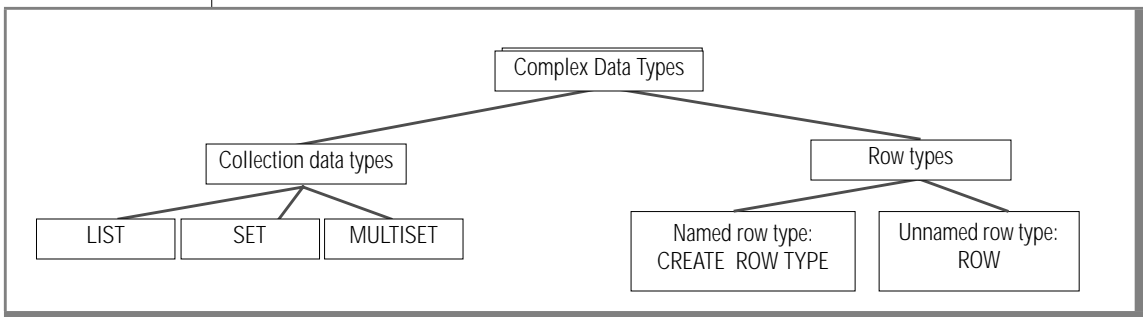 Complex Data Types
Collection data types
Row types
LIST
SET
MULTISET
Named row type:
CREATE ROW TYPE
Unnamed row type:
ROW